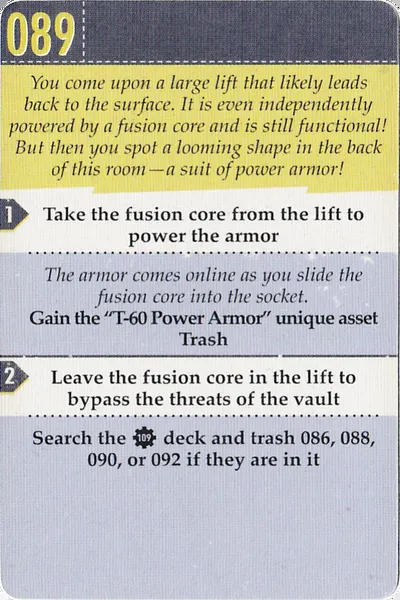 089
You come upon a large lift that likely leads
back to the surface. It is even independently
powered by a fusion core and is still functional!
But then you spot a looming shape in the back
of this room—a suit of power armor!
1 Take the fusion core from the lift to
power the armor
The armor comes online as you slide the
fusion core into the socket.
Gain the “T-60 Power Armor” unique asset
Trash
2 Leave the fusion core in the lift to
bypass the threats of the vault
Search the 109 deck and trash 086, 088,
090, or 092 if they are in it